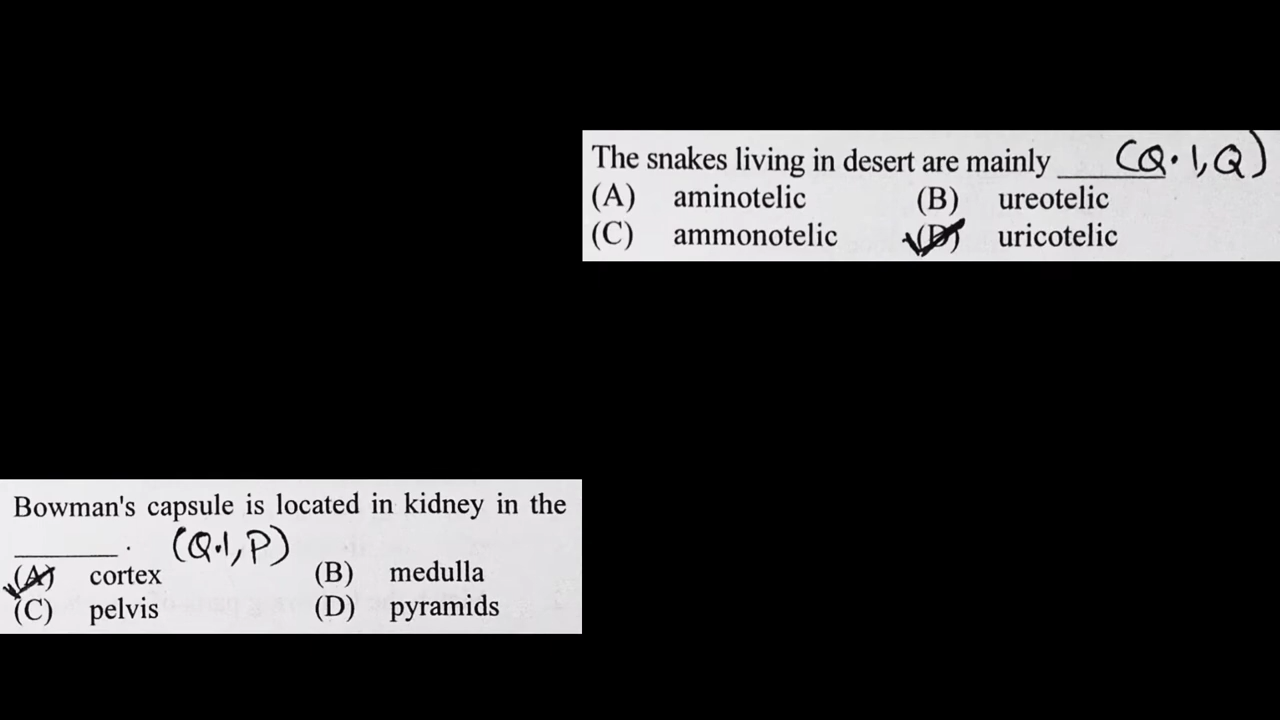 The snakes living in desert are mainly ______ (Q.1,Q)
(A) aminotelic (B) ureotelic
(C) ammonotelic (D) uricotelic
Bowman's capsule is located in kidney in the
______. (Q.1,P)
(A) cortex (B) medulla
(C) pelvis (D) pyramids